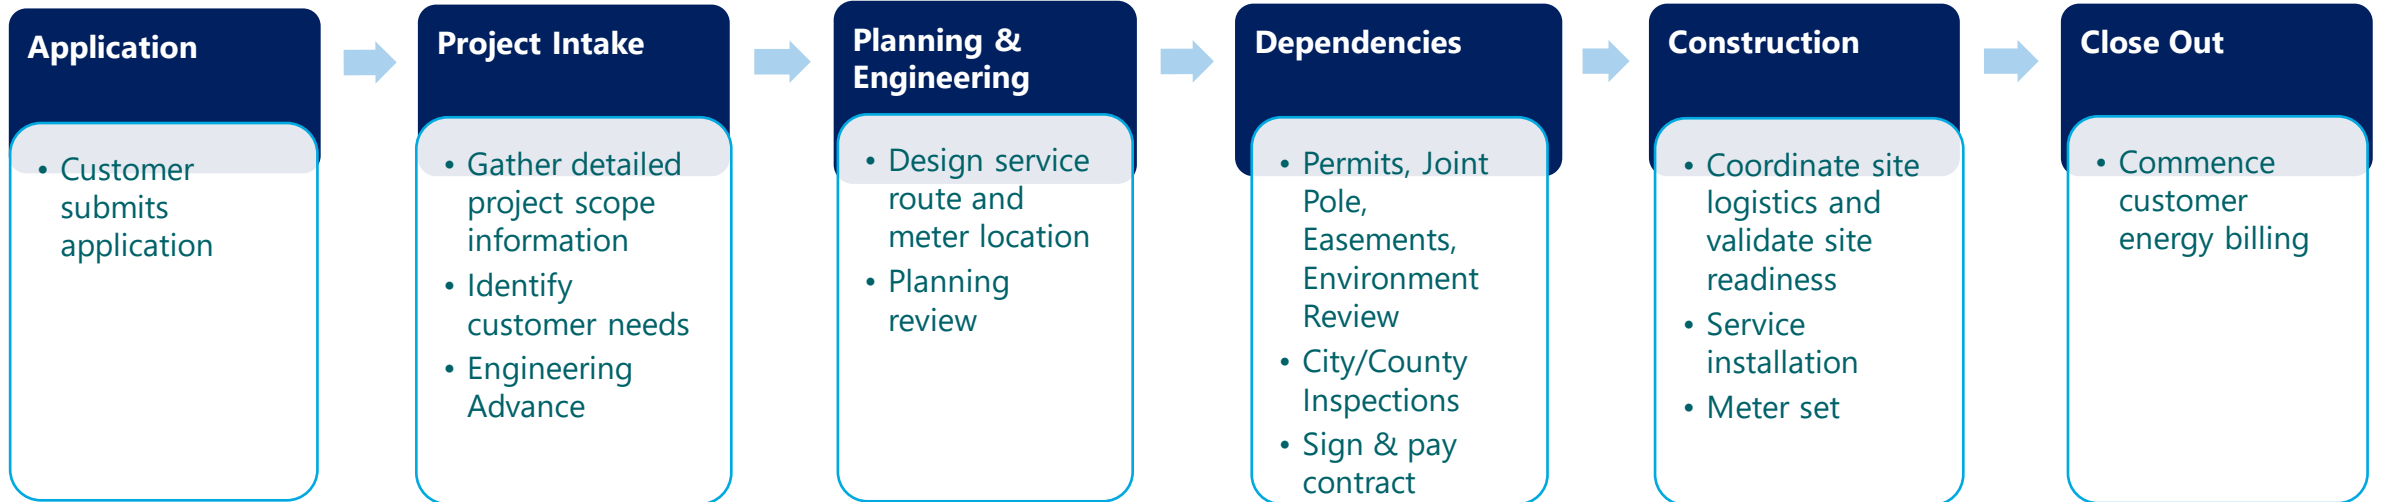 Application
• Customer
submits
application
Project Intake
• Gather detailed
project scope
information
• Identify
customer needs
• Engineering
Advance
Planning &
Engineering
• Design service
route and
meter location
• Planning
review
Dependencies
• Permits, Joint
Pole,
Easements,
Environment
Review
• City/County
Inspections
• Sign & pay
contract
Construction
• Coordinate site
logistics and
validate site
readiness
• Service
installation
• Meter set
Close Out
• Commence
customer
energy billing